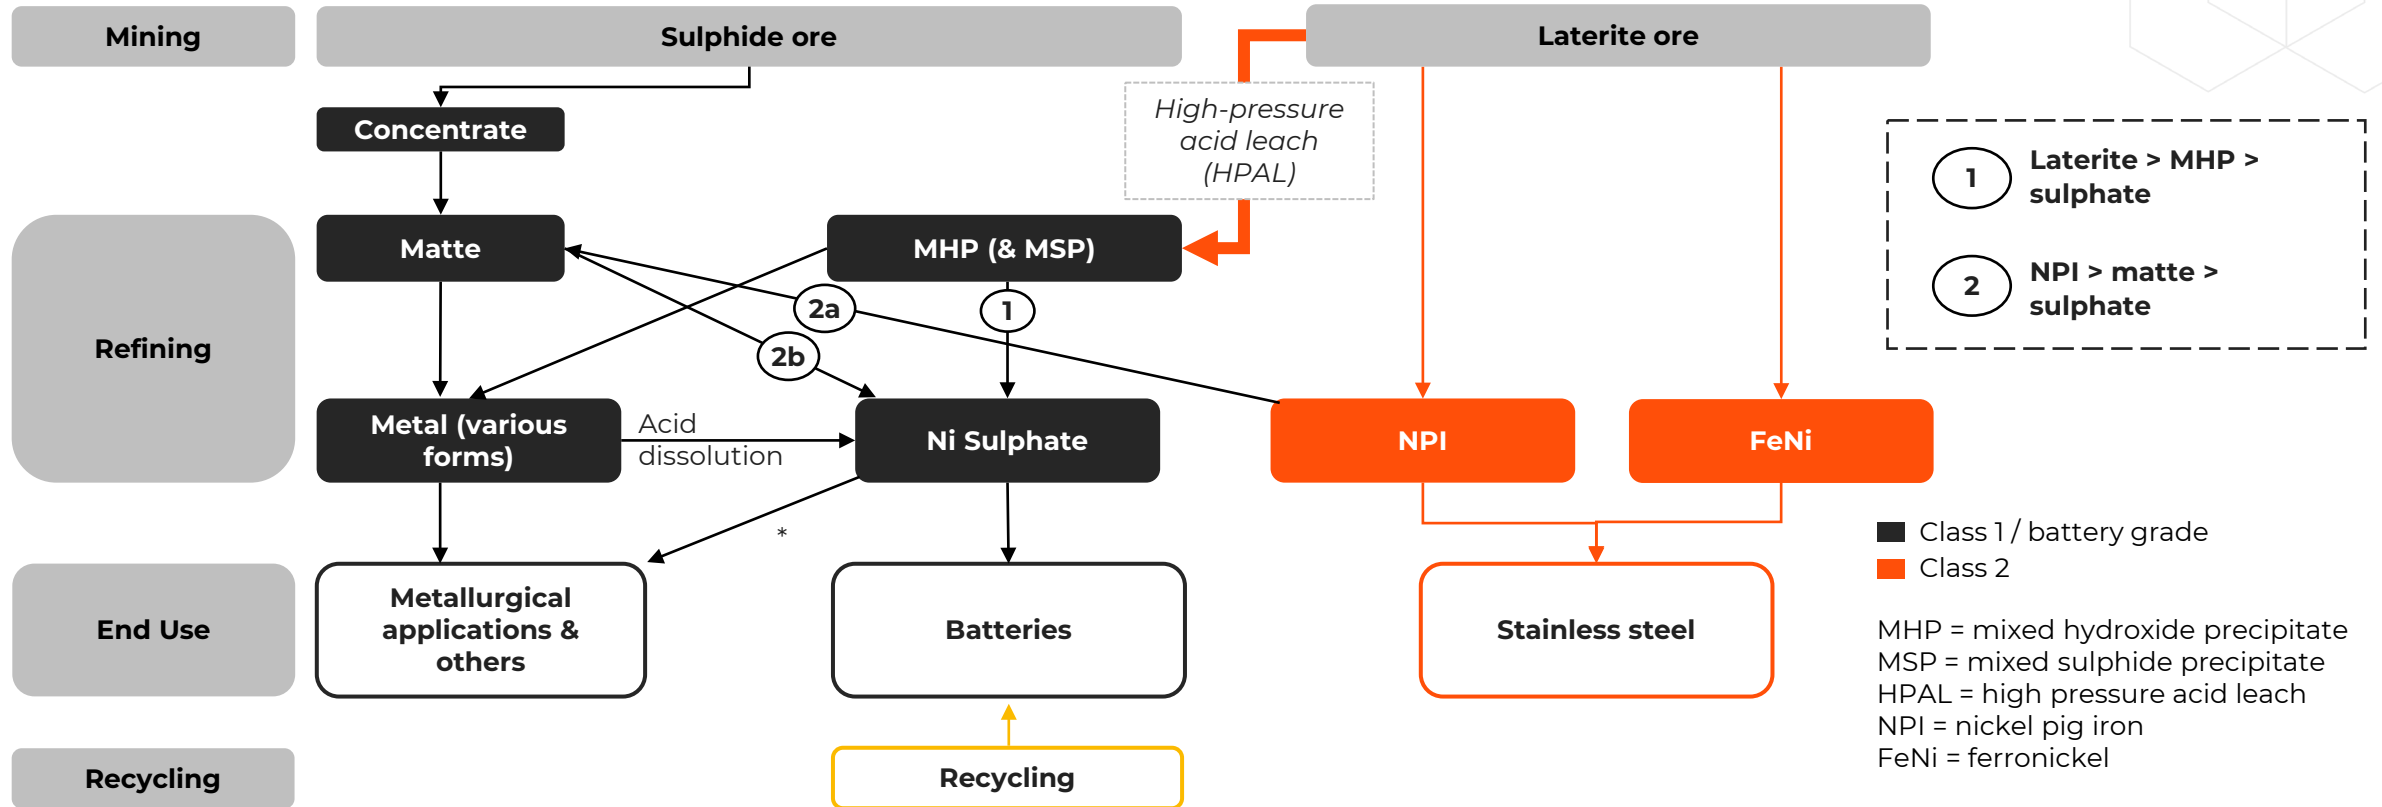 Mining
Sulphide ore
Laterite ore
High-pressure
acid leach
(HPAL)
Concentrate
1
Laterite > MHP >
sulphate
Matte
MHP (& MSP)
2
NPI > matte >
sulphate
2a
1
2b
Refining
Metal (various
forms)
Acid
dissolution
Ni Sulphate
NPI
FeNi
*
Class 1 / battery grade
Class 2
End Use
Metallurgical
applications &
others
Batteries
Stainless steel
MHP = mixed hydroxide precipitate
MSP = mixed sulphide precipitate
HPAL = high pressure acid leach
NPI = nickel pig iron
FeNi = ferronickel
Recycling
Recycling